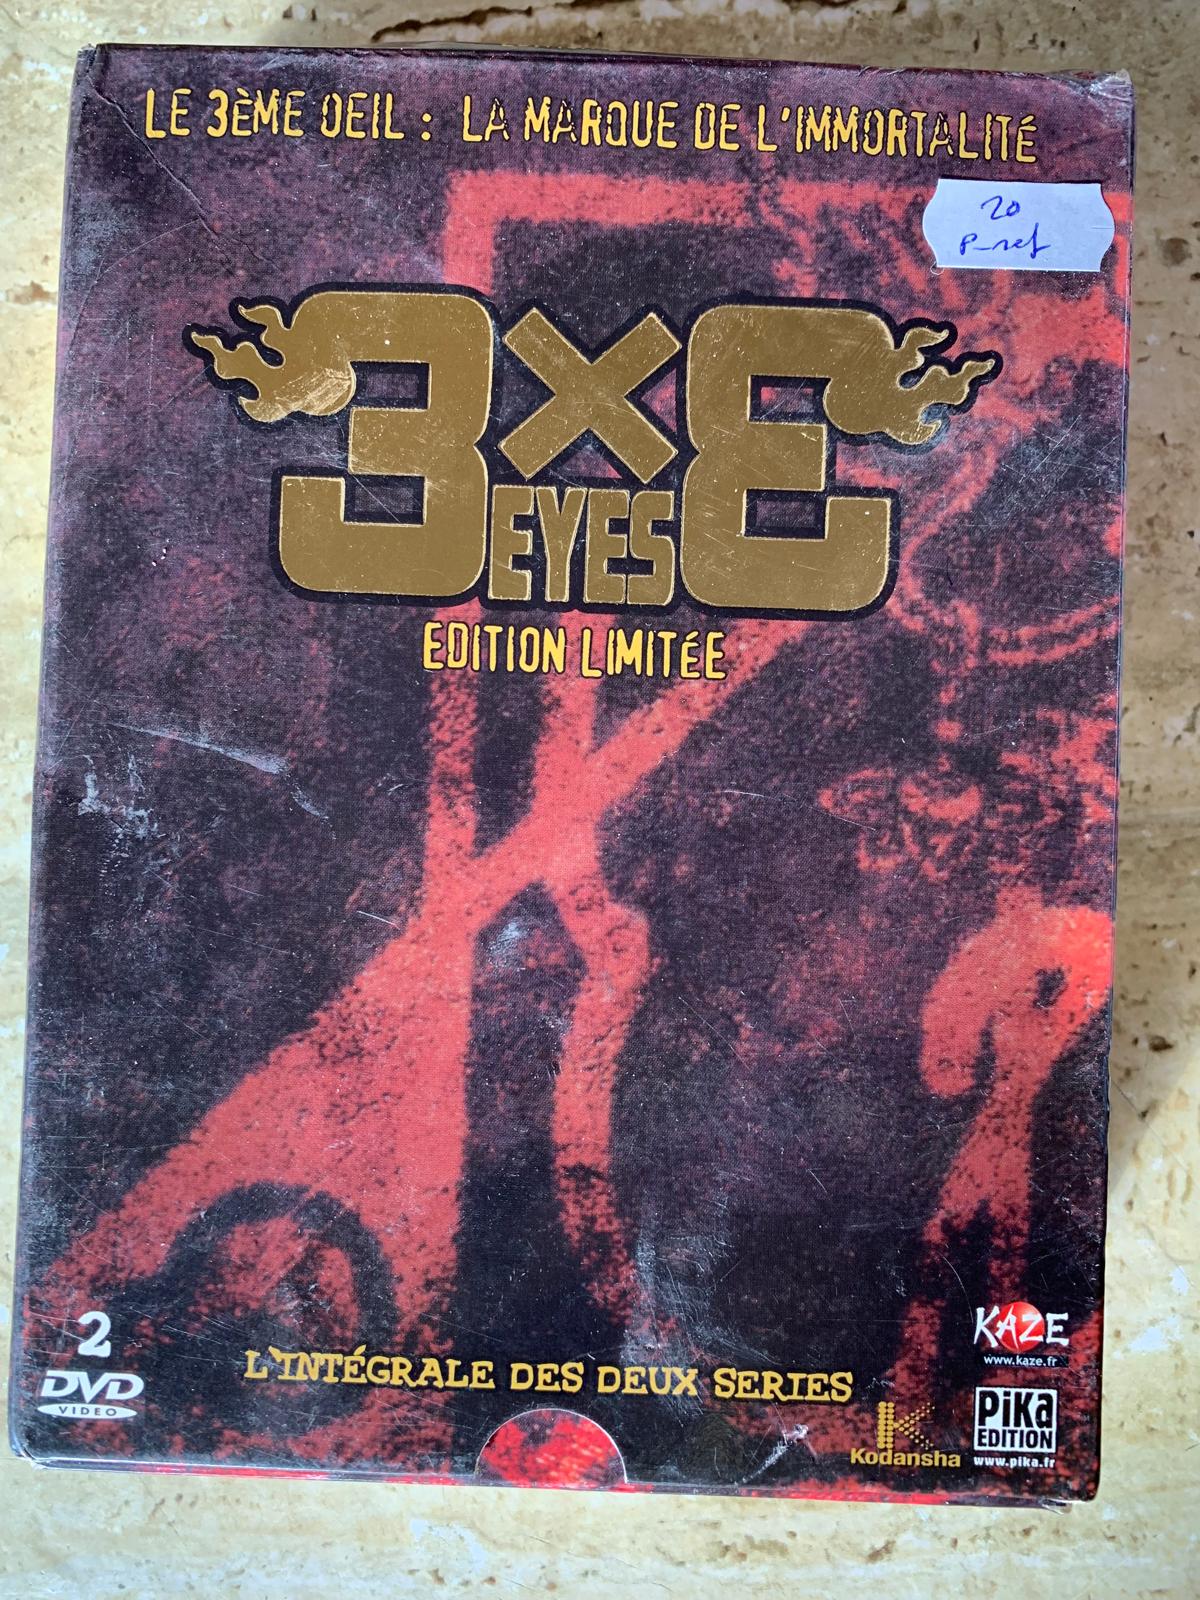 LE 3ÈME OEIL : LA MARQUE DE L'IMMORTALITÉ
20
3×3
EYES
EDITION LIMITÉE
2
DVD
VIDEO
L'INTÉGRALE DES DEUX SERIES
KAZE
www.kaze.fr
Kodansha
PiKa
EDITION
www.pika.fr